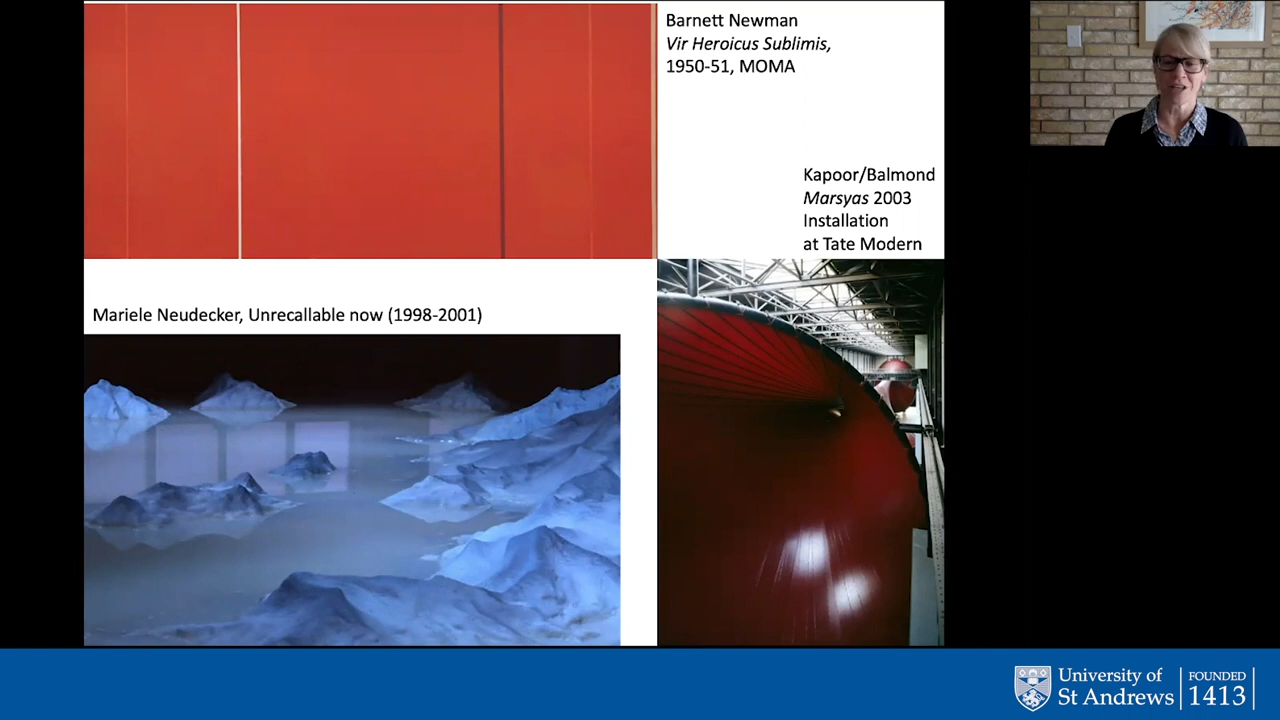 Barnett Newman
Vir Heroicus Sublimis,
1950-51, MOMA
Kapoor/Balmond
Marsyas 2003
Installation
at Tate Modern
Mariele Neudecker, Unrecallable now (1998-2001)
University of
St Andrews
FOUNDED
1413